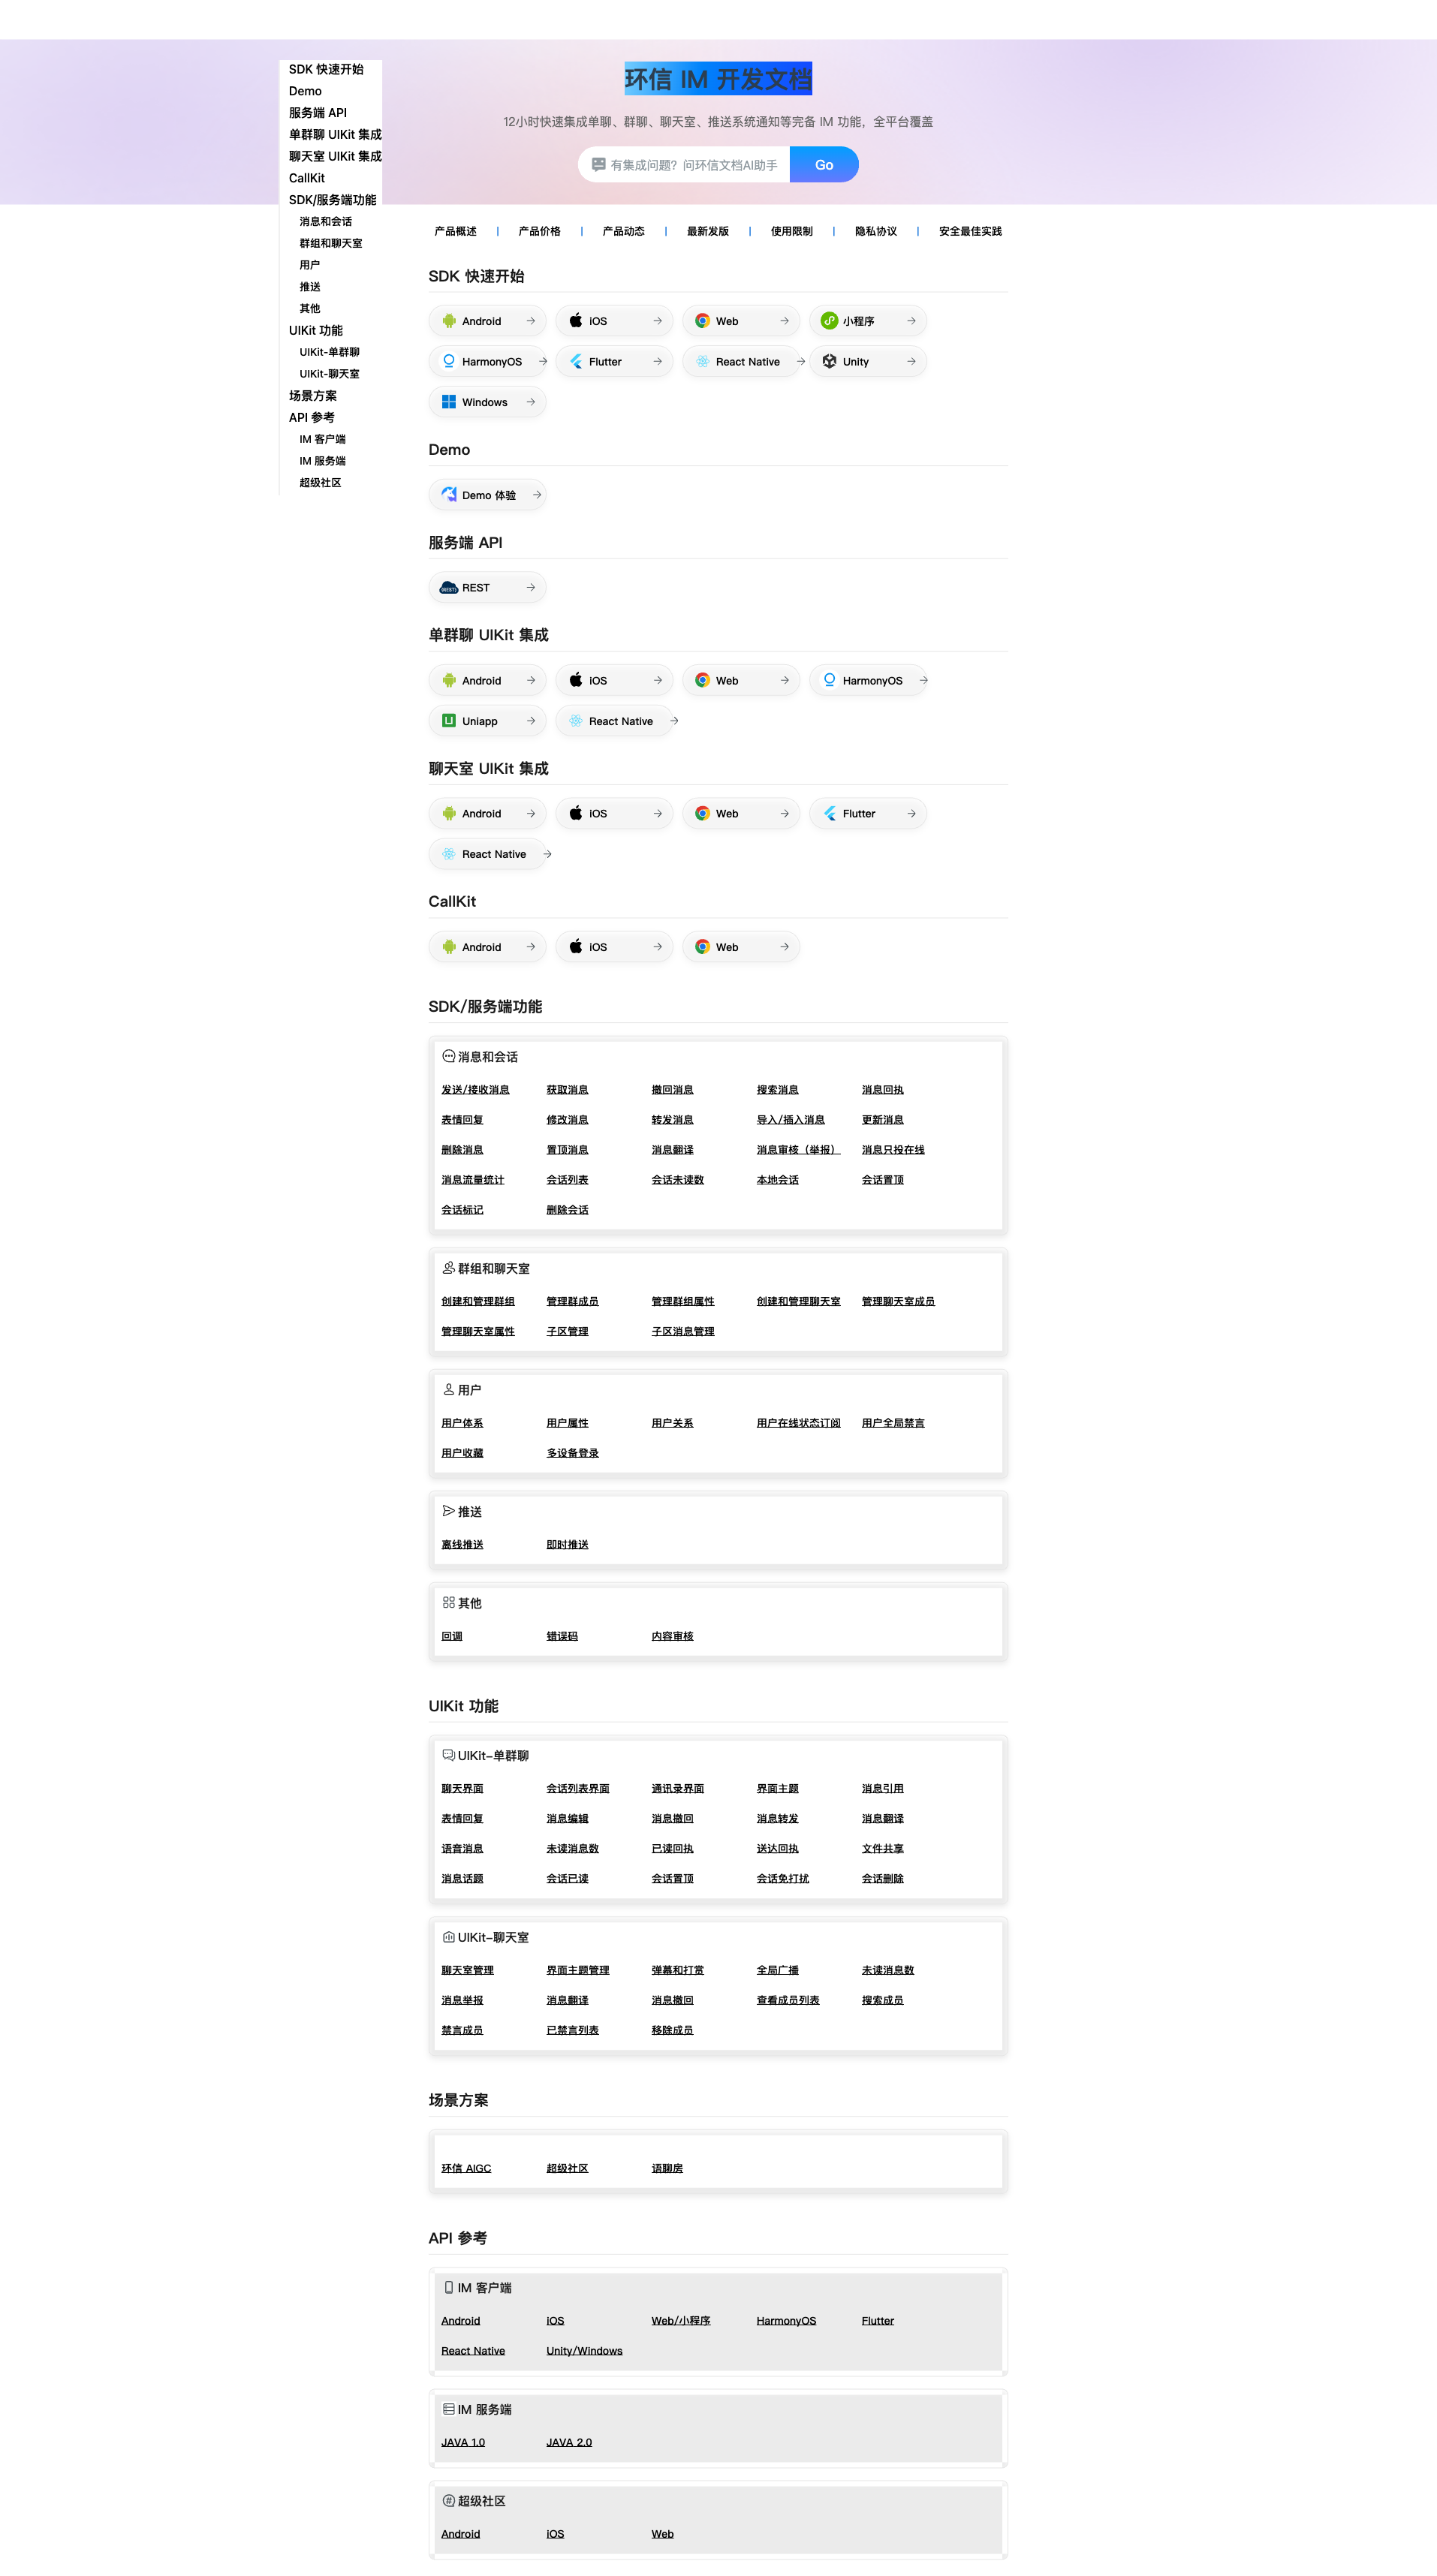 SDK 快速开始
Demo
服务端 API
单群聊 UIKit 集成
聊天室 UIKit 集成
CallKit
SDK/服务端功能
消息和会话
群组和聊天室
用户
推送
其他
UIKit 功能
UIKit-单群聊
UIKit-聊天室
场景方案
API 参考
IM 客户端
IM 服务端
超级社区
环信 IM 开发文档
12小时快速集成单聊、群聊、聊天室、推送系统通知等完备 IM 功能，全平台覆盖
有集成问题？问环信文档AI助手 Go
产品概述 | 产品价格 | 产品动态 | 最新发版 | 使用限制 | 隐私协议 | 安全最佳实践
SDK 快速开始
Android iOS Web 小程序
HarmonyOS Flutter React Native Unity
Windows
Demo
Demo 体验
服务端 API
REST
单群聊 UIKit 集成
Android iOS Web HarmonyOS
Uniapp React Native
聊天室 UIKit 集成
Android iOS Web Flutter
React Native
CallKit
Android iOS Web
SDK/服务端功能
消息和会话
发送/接收消息 获取消息 撤回消息 搜索消息 消息回执
表情回复 修改消息 转发消息 导入/插入消息 更新消息
删除消息 置顶消息 消息翻译 消息审核（举报） 消息只投在线
消息流量统计 会话列表 会话未读数 本地会话 会话置顶
会话标记 删除会话
群组和聊天室
创建和管理群组 管理群成员 管理群组属性 创建和管理聊天室 管理聊天室成员
管理聊天室属性 子区管理 子区消息管理
用户
用户体系 用户属性 用户关系 用户在线状态订阅 用户全局禁言
用户收藏 多设备登录
推送
离线推送 即时推送
其他
回调 错误码 内容审核
UIKit 功能
UIKit-单群聊
聊天界面 会话列表界面 通讯录界面 界面主题 消息引用
表情回复 消息编辑 消息撤回 消息转发 消息翻译
语音消息 未读消息数 已读回执 送达回执 文件共享
消息话题 会话已读 会话置顶 会话免打扰 会话删除
UIKit-聊天室
聊天室管理 界面主题管理 弹幕和打赏 全局广播 未读消息数
消息举报 消息翻译 消息撤回 查看成员列表 搜索成员
禁言成员 已禁言列表 移除成员
场景方案
环信 AIGC 超级社区 语聊房
API 参考
IM 客户端
Android iOS Web/小程序 HarmonyOS Flutter
React Native Unity/Windows
IM 服务端
JAVA 1.0 JAVA 2.0
超级社区
Android iOS Web